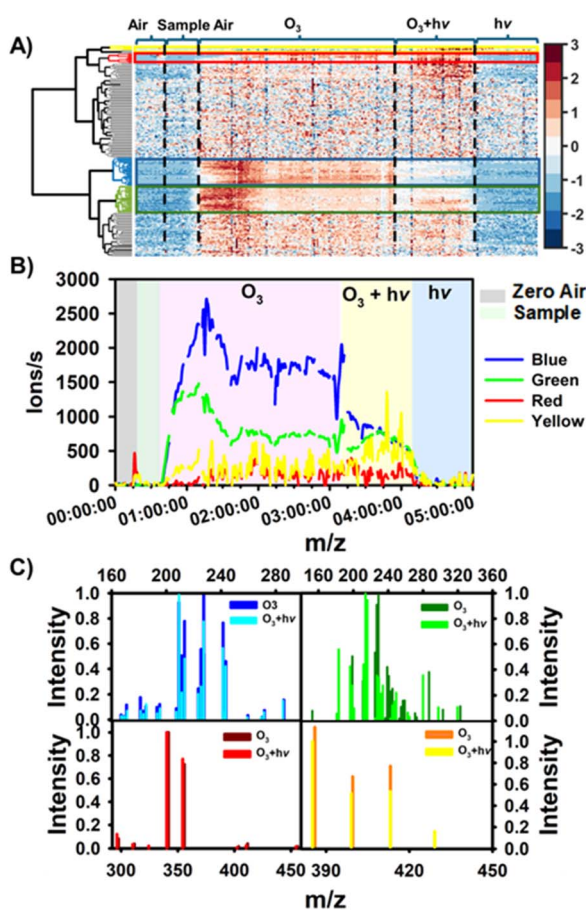 Air Sample Air O₃ O₃+hν hν
A)
3
2
1
0
-1
-2
-3
B)
3000
2500
2000
1500
1000
500
0
Ions/s
O₃
O₃ + hν
hν
Zero Air
Sample
Blue
Green
Red
Yellow
00:00:00 01:00:00 02:00:00 03:00:00 04:00:00 05:00:00
m/z
C)
160 200 240 280
160 200 240 280 320 360
Intensity
1.0
0.8
0.6
0.4
0.2
0.0
O3
O₃+hν
O₃
O₃+hν
1.0
0.8
0.6
0.4
0.2
0.0
Intensity
Intensity
1.0
0.8
0.6
0.4
0.2
0.0
O₃
O₃+hν
O₃
O₃+hν
1.0
0.8
0.6
0.4
0.2
0.0
Intensity
300 350 400 450
390 420 450
m/z